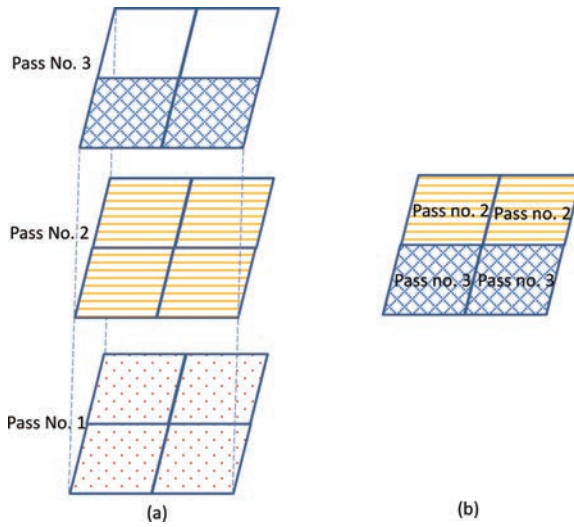 Pass No. 3
Pass No. 2
Pass no. 2 Pass no. 2
Pass no. 3 Pass no. 3
Pass No. 1
(a) (b)